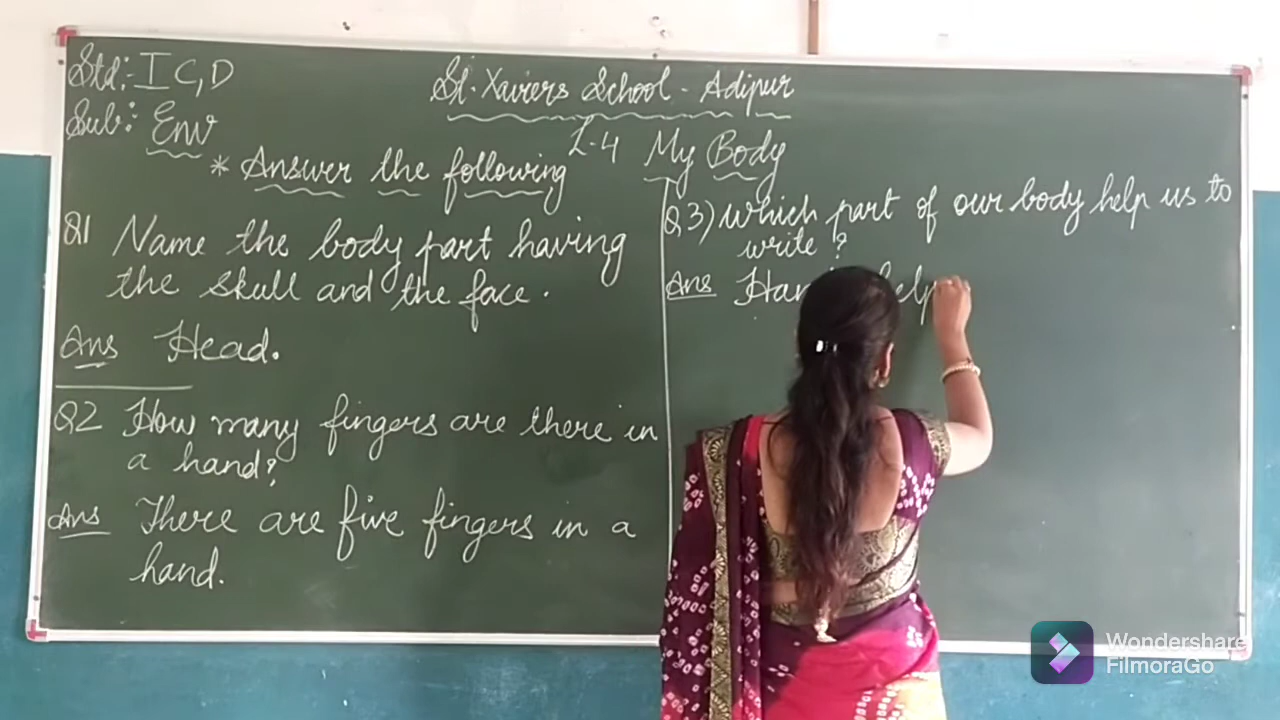 Std:- I C, D
St. Xaviers School - Adipur
Sub:- Env
L-4 My Body
* Answer the following
Q1 Name the body part having
the skull and the face.
Ans Head.
Q2 How many fingers are there in
a hand?
Ans There are five fingers in a
hand.
Q3) Which part of our body help us to
write?
Ans help
Wondershare
FilmoraGo